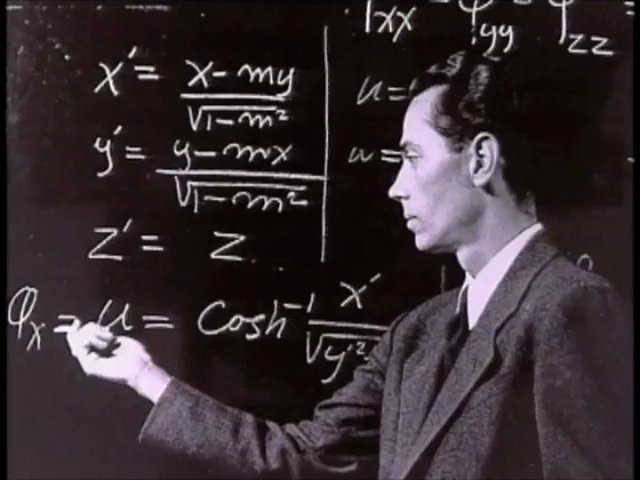 φxx = φyy - φzz
x' = x - my / √1 - m²
u =
y' = y - mx / √1 - m²
w =
z' = z
φx = u = cosh⁻¹ x' / √y'²